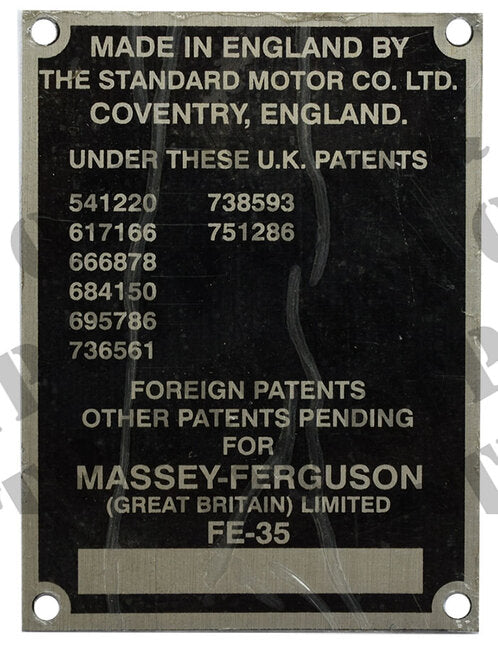 MADE IN ENGLAND BY
THE STANDARD MOTOR CO. LTD.
COVENTRY, ENGLAND.
UNDER THESE U.K. PATENTS
541220 738593
617166 751286
666878
684150
695786
736561
FOREIGN PATENTS
OTHER PATENTS PENDING
FOR
MASSEY-FERGUSON
(GREAT BRITAIN) LIMITED
FE-35